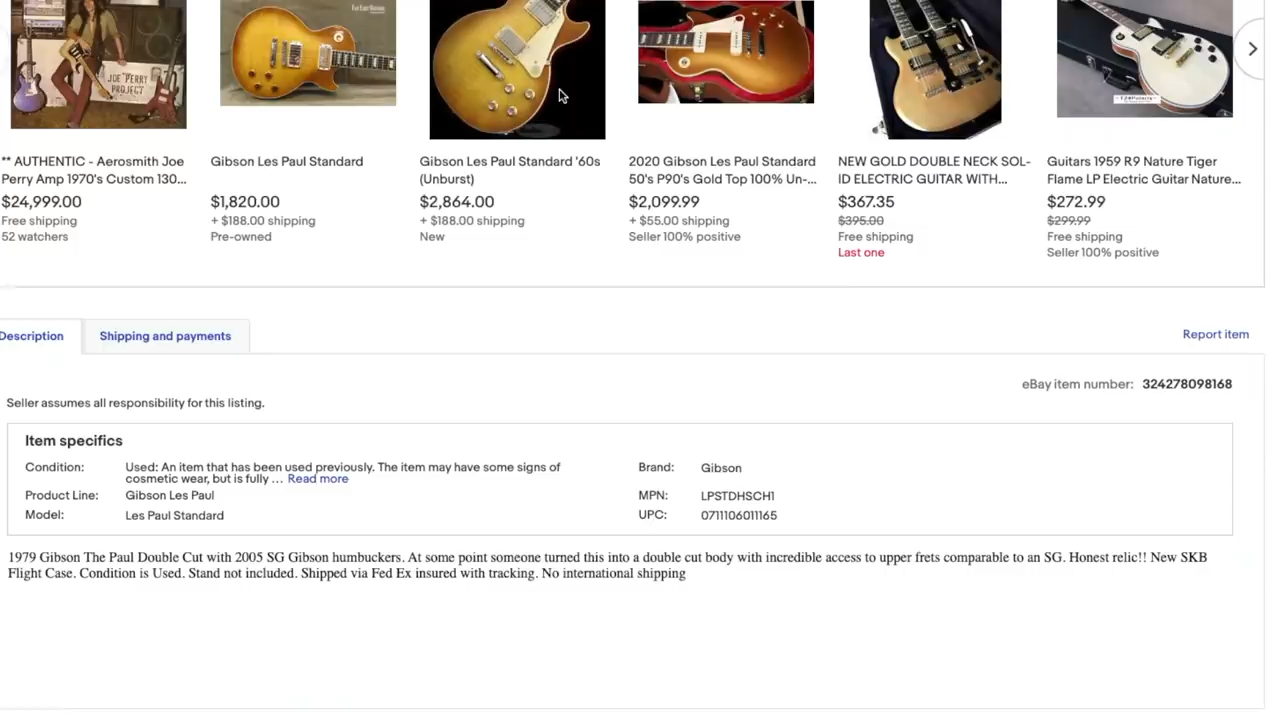 JOE PERRY
PROJECT
** AUTHENTIC - Aerosmith Joe
Perry Amp 1970's Custom 130...
$24,999.00
Free shipping
52 watchers
Gibson Les Paul Standard
$1,820.00
+ $188.00 shipping
Pre-owned
Gibson Les Paul Standard '60s
(Unburst)
$2,864.00
+ $188.00 shipping
New
2020 Gibson Les Paul Standard
50's P90's Gold Top 100% Un-...
$2,099.99
+ $55.00 shipping
Seller 100% positive
NEW GOLD DOUBLE NECK SOL-
ID ELECTRIC GUITAR WITH...
$367.35
$395.00
Free shipping
Last one
Guitars 1959 R9 Nature Tiger
Flame LP Electric Guitar Nature...
$272.99
$299.99
Free shipping
Seller 100% positive
Description
Shipping and payments
Report item
eBay item number: 324278098168
Seller assumes all responsibility for this listing.
Item specifics
Condition: Used: An item that has been used previously. The item may have some signs of
cosmetic wear, but is fully ... Read more
Brand: Gibson
Product Line: Gibson Les Paul
MPN: LPSTDHSCH1
Model: Les Paul Standard
UPC: 0711106011165
1979 Gibson The Paul Double Cut with 2005 SG Gibson humbuckers. At some point someone turned this into a double cut body with incredible access to upper frets comparable to an SG. Honest relic!! New SKB
Flight Case. Condition is Used. Stand not included. Shipped via Fed Ex insured with tracking. No international shipping